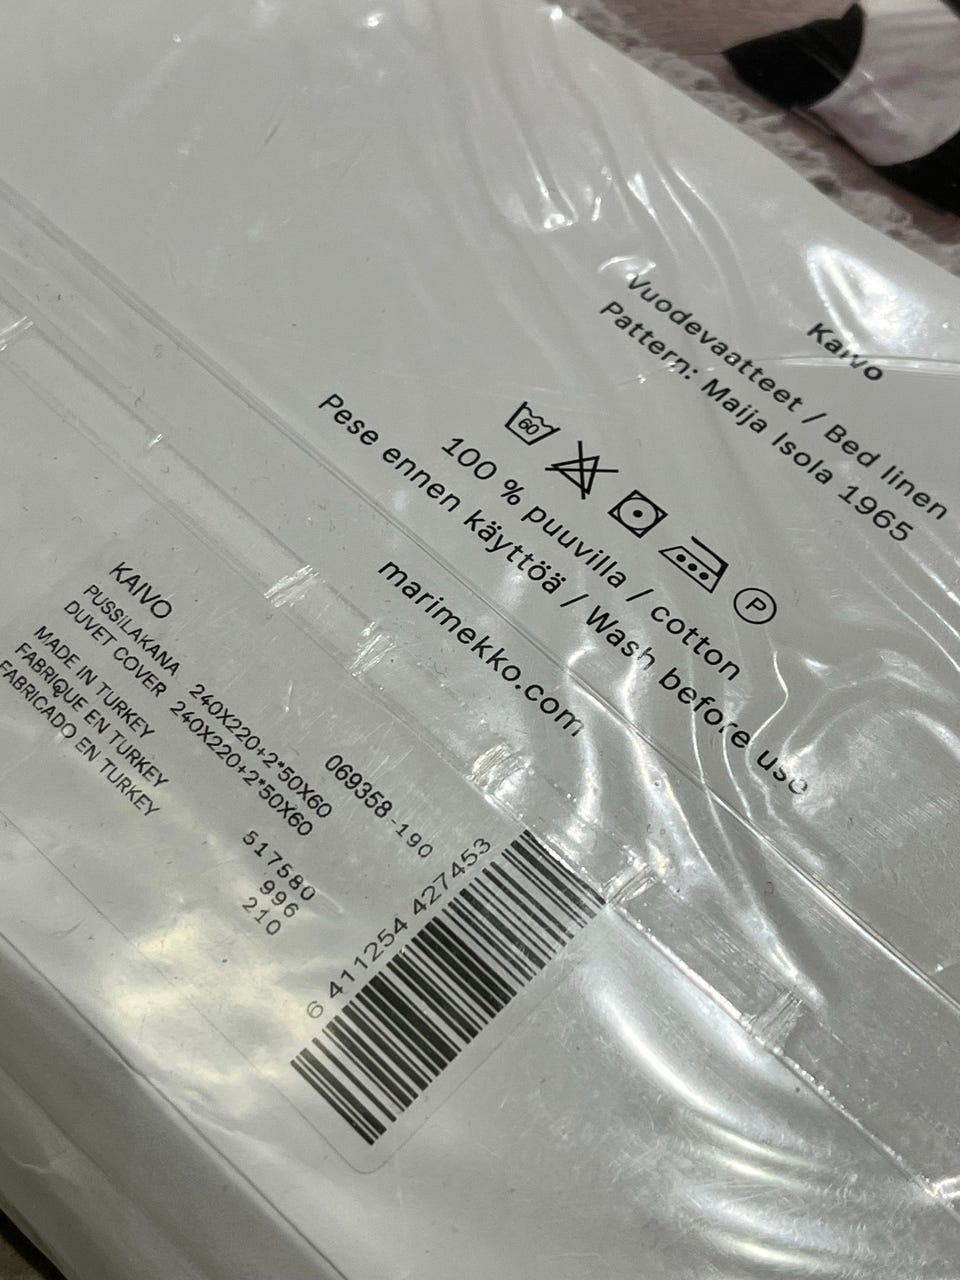 Kaivo
Vuodevaatteet / Bed linen
Pattern: Maija Isola 1965
60
P
100 % puuvilla / cotton
Pese ennen käyttöä / Wash before use
marimekko.com
KAIVO
069358-190
PUSSILAKANA 240X220+2*50X60
DUVET COVER 240X220+2*50X60
MADE IN TURKEY
FABRIQUE EN TURKEY
FABRICADO EN TURKEY
517580
996
210
6 411254 427453